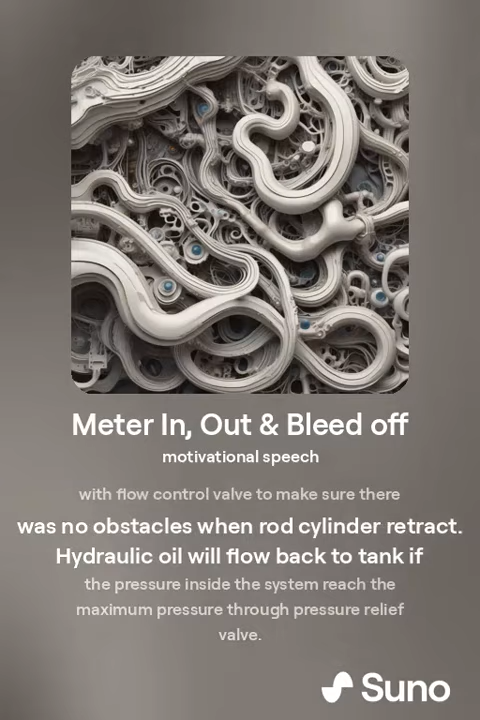 Meter In, Out & Bleed off
motivational speech
with flow control valve to make sure there
was no obstacles when rod cylinder retract.
Hydraulic oil will flow back to tank if
the pressure inside the system reach the
maximum pressure through pressure relief
valve.
Suno